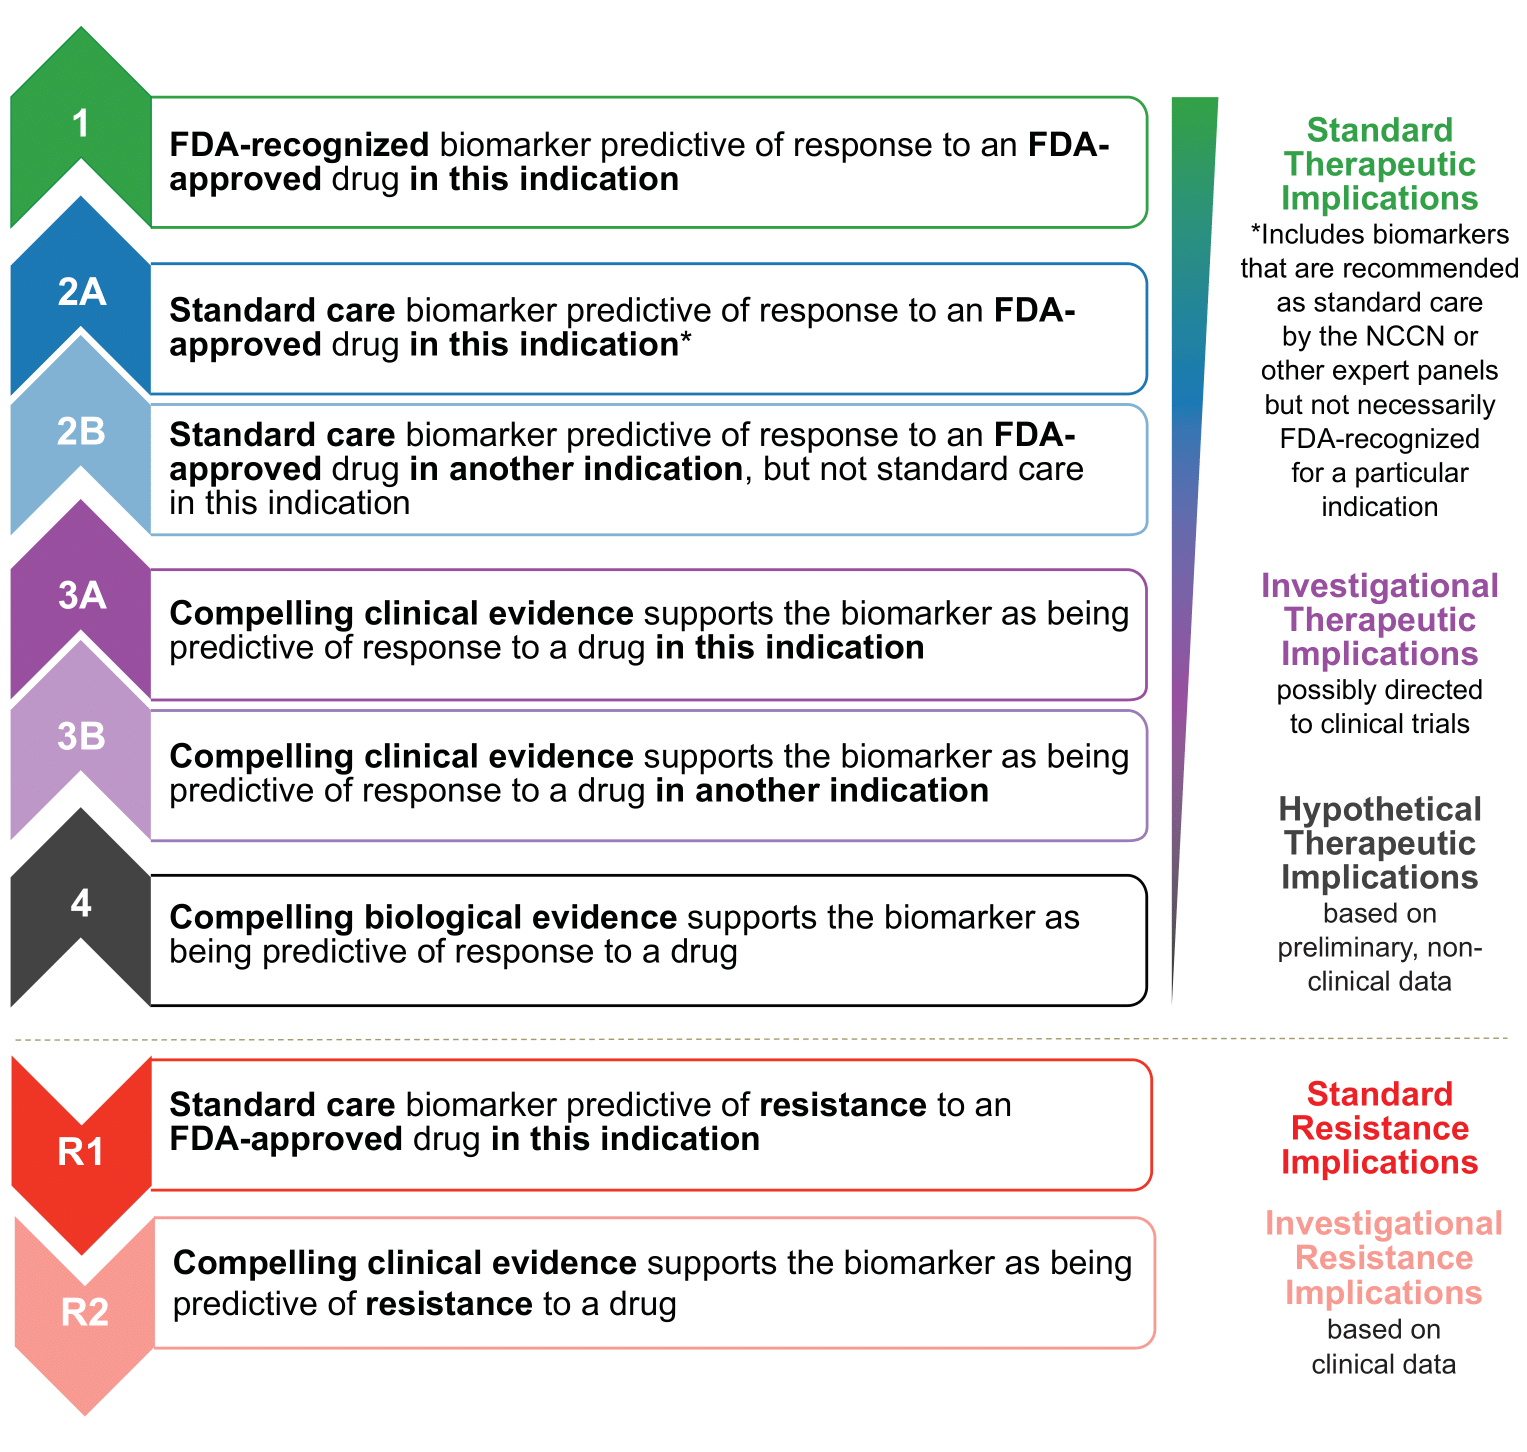 1
FDA-recognized biomarker predictive of response to an FDA-
approved drug in this indication
2A
Standard care biomarker predictive of response to an FDA-
approved drug in this indication*
2B
Standard care biomarker predictive of response to an FDA-
approved drug in another indication, but not standard care
in this indication
3A
Compelling clinical evidence supports the biomarker as being
predictive of response to a drug in this indication
3B
Compelling clinical evidence supports the biomarker as being
predictive of response to a drug in another indication
4
Compelling biological evidence supports the biomarker as
being predictive of response to a drug
R1
Standard care biomarker predictive of resistance to an
FDA-approved drug in this indication
R2
Compelling clinical evidence supports the biomarker as being
predictive of resistance to a drug
Standard
Therapeutic
Implications
*Includes biomarkers
that are recommended
as standard care
by the NCCN or
other expert panels
but not necessarily
FDA-recognized
for a particular
indication
Investigational
Therapeutic
Implications
possibly directed
to clinical trials
Hypothetical
Therapeutic
Implications
based on
preliminary, non-
clinical data
Standard
Resistance
Implications
Investigational
Resistance
Implications
based on
clinical data